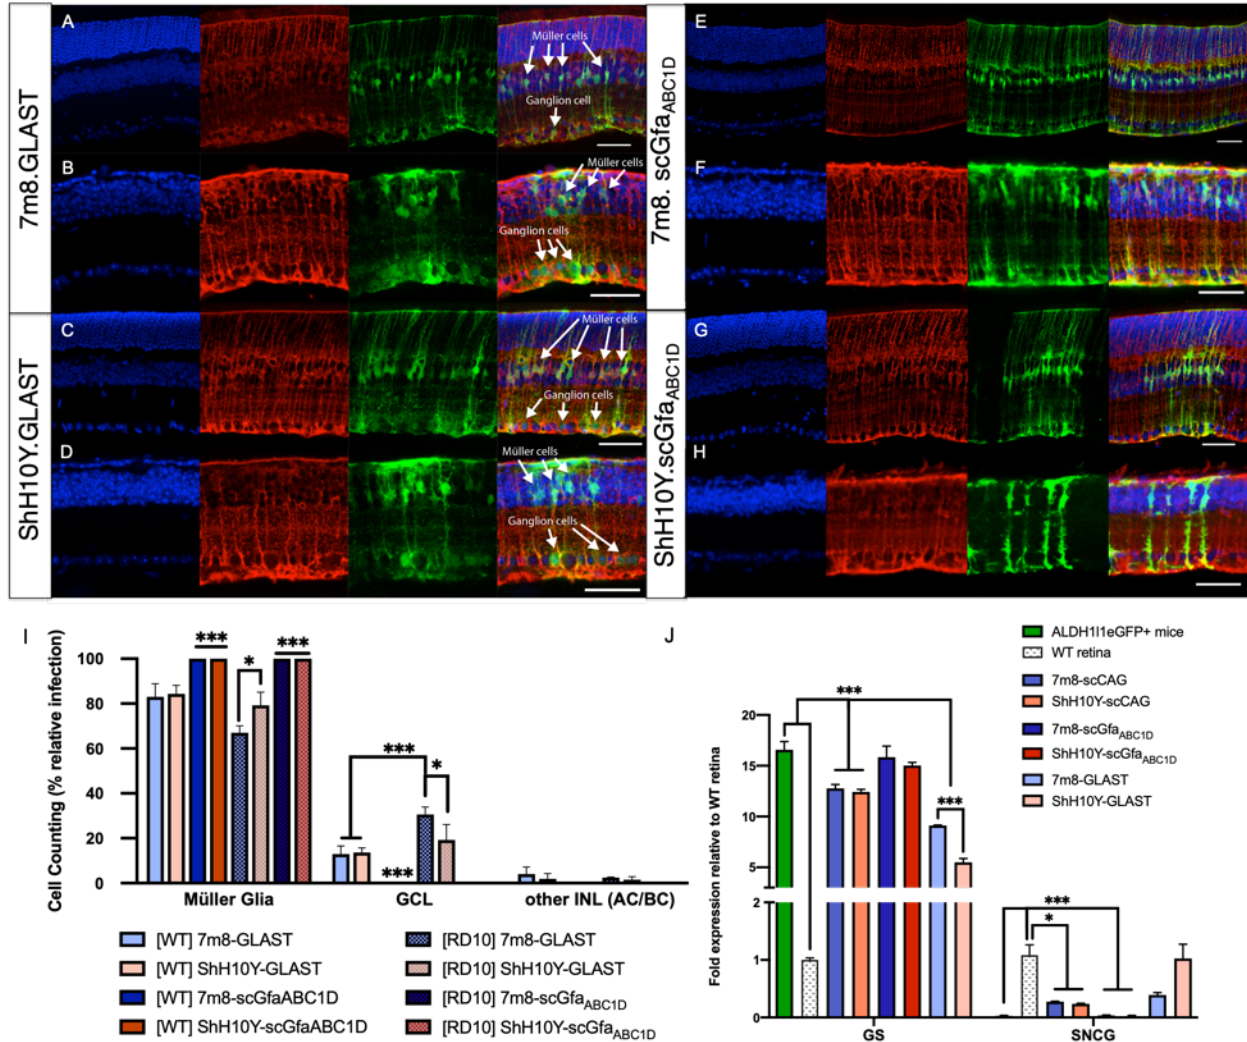 7m8.GLAST
A
Müller cells
Ganglion cell
B
Müller cells
Ganglion cells
ShH10Y.GLAST
C
Müller cells
Ganglion cells
D
Müller cells
Ganglion cells
7m8. scGfaABC1D
E
F
ShH10Y.scGfaABC1D
G
H
I
Cell Counting (% relative infection)
100
80
60
40
20
0
***
*
***
***
*
***
Müller Glia
GCL
other INL (AC/BC)
[WT] 7m8-GLAST
[WT] ShH10Y-GLAST
[WT] 7m8-scGfaABC1D
[WT] ShH10Y-scGfaABC1D
[RD10] 7m8-GLAST
[RD10] ShH10Y-GLAST
[RD10] 7m8-scGfaABC1D
[RD10] ShH10Y-scGfaABC1D
J
ALDH1l1eGFP+ mice
WT retina
7m8-scCAG
ShH10Y-scCAG
7m8-scGfaABC1D
ShH10Y-scGfaABC1D
7m8-GLAST
ShH10Y-GLAST
Fold expression relative to WT retina
20
15
10
5
2
1
0
***
***
***
*
GS
SNCG